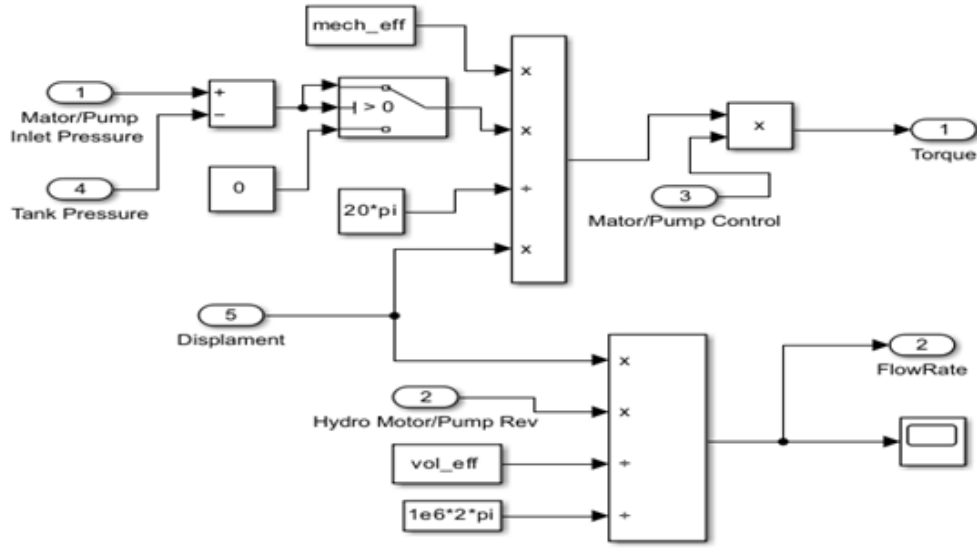 mech_eff
1
+
−
> 0
Mator/Pump
Inlet Pressure
4
Tank Pressure
0
20*pi
×
×
÷
×
×
1
Torque
3
Mator/Pump Control
5
Displament
2
Hydro Motor/Pump Rev
vol_eff
1e6*2*pi
×
×
÷
÷
2
FlowRate